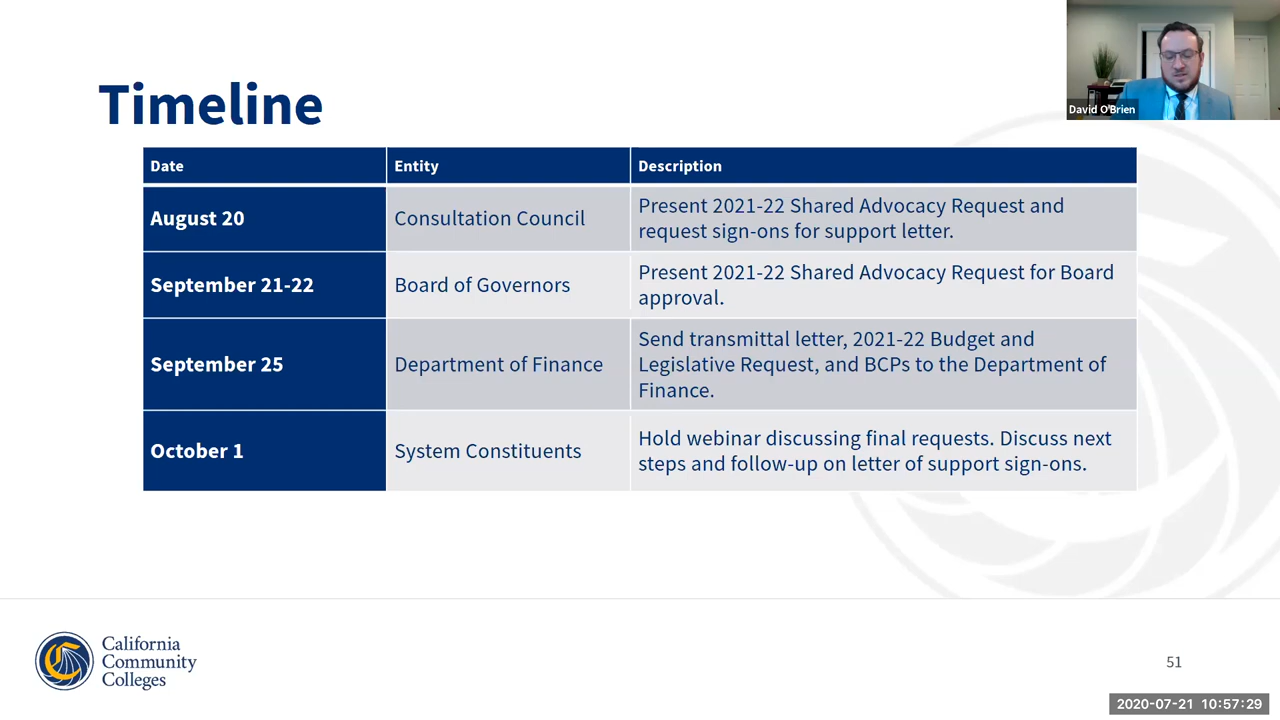 David O'Brien
Timeline
Date
Entity
Description
August 20
Consultation Council
Present 2021-22 Shared Advocacy Request and
request sign-ons for support letter.
September 21-22
Board of Governors
Present 2021-22 Shared Advocacy Request for Board
approval.
September 25
Department of Finance
Send transmittal letter, 2021-22 Budget and
Legislative Request, and BCPs to the Department of
Finance.
October 1
System Constituents
Hold webinar discussing final requests. Discuss next
steps and follow-up on letter of support sign-ons.
California
Community
Colleges
51
2020-07-21 10:57:29